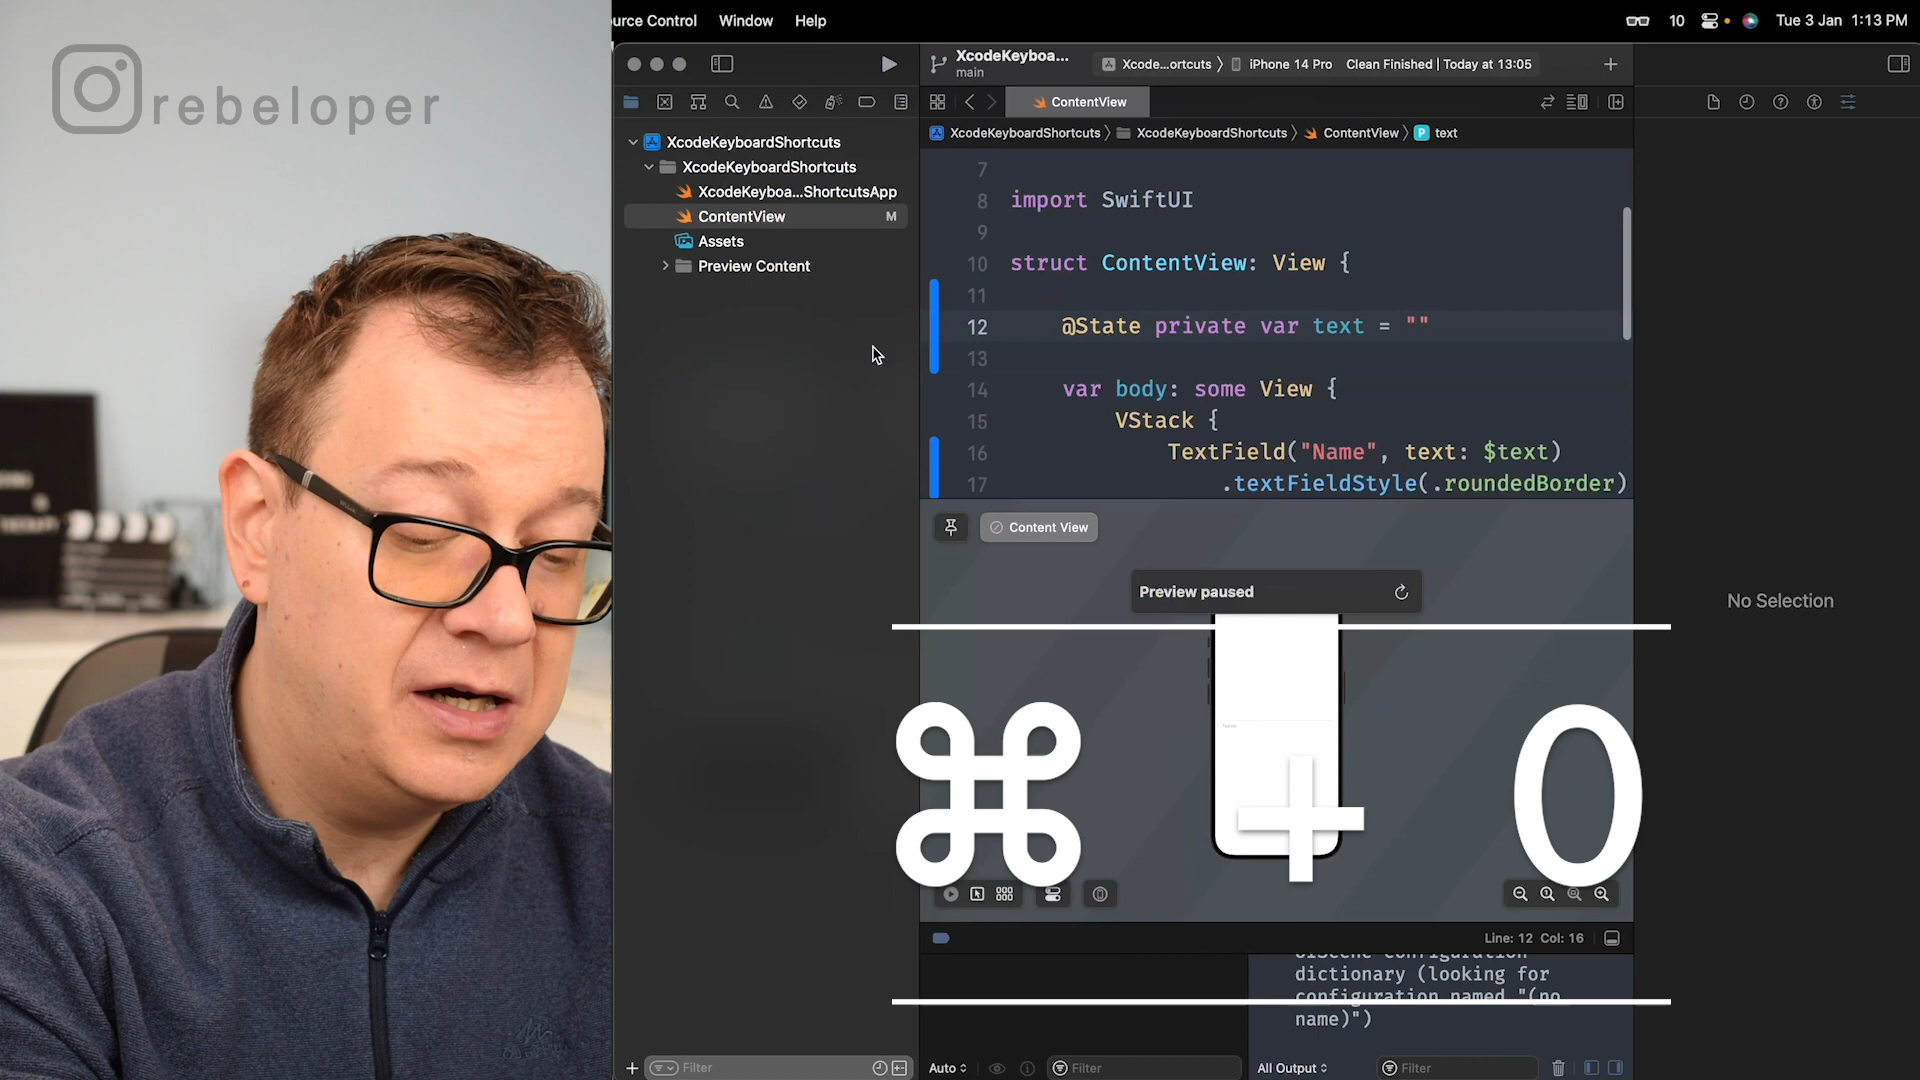 urce Control Window Help
10 Tue 3 Jan 1:13 PM
rebeloper
XcodeKeyboa...
main
Xcode...ortcuts 〉 iPhone 14 Pro Clean Finished | Today at 13:05
ContentView
XcodeKeyboardShortcuts 〉 XcodeKeyboardShortcuts 〉 ContentView 〉 P text
XcodeKeyboardShortcuts
XcodeKeyboardShortcuts
XcodeKeyboa...ShortcutsApp
ContentView M
Assets
Preview Content
7
8 import SwiftUI
9
10 struct ContentView: View {
11
12 @State private var text = ""
13
14 var body: some View {
15 VStack {
16 TextField("Name", text: $text)
17 .textFieldStyle(.roundedBorder)
Content View
Preview paused
No Selection
⌘ + 0
Line: 12 Col: 16
dictionary (looking for
configuration named "(no
name)")
Filter
Auto
Filter
All Output
Filter